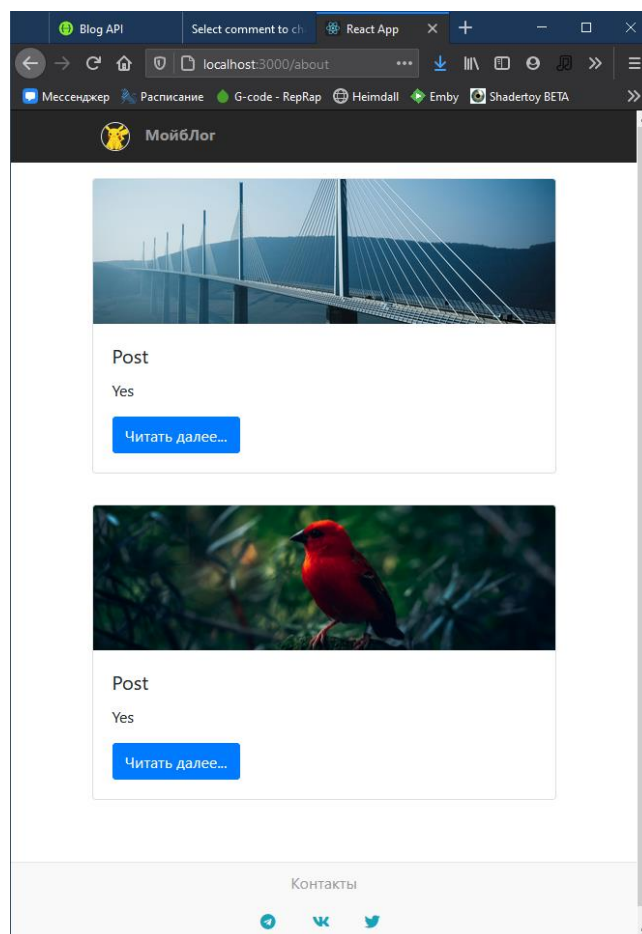 Blog API
Select comment to ch
React App
localhost:3000/about
Мессенджер
Расписание
G-code - RepRap
Heimdall
Emby
Shadertoy BETA
МойбЛог
Post
Yes
Читать далее...
Post
Yes
Читать далее...
Контакты